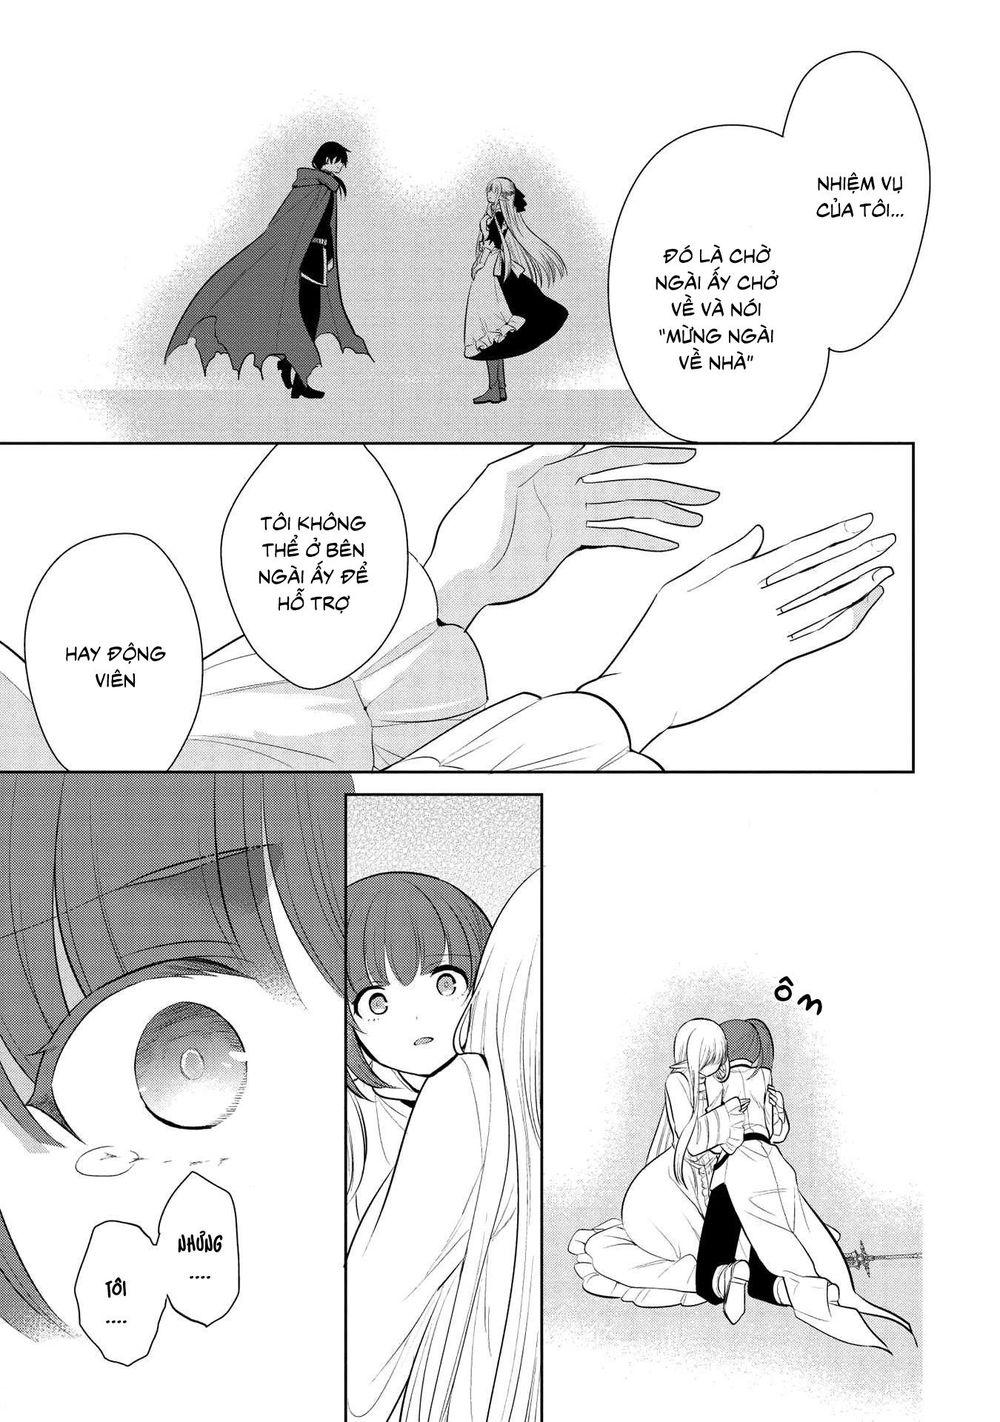 NHIỆM VỤ
CỦA TÔI...
ĐÓ LÀ CHỜ
NGÀI ẤY CHỞ
VỀ VÀ NÓI
"MỪNG NGÀI
VỀ NHÀ"
TÔI KHÔNG
THỂ Ở BÊN
NGÀI ẤY ĐỂ
HỖ TRỢ
HAY ĐỘNG
VIÊN
ÔM
NHƯNG
....
TÔI
....